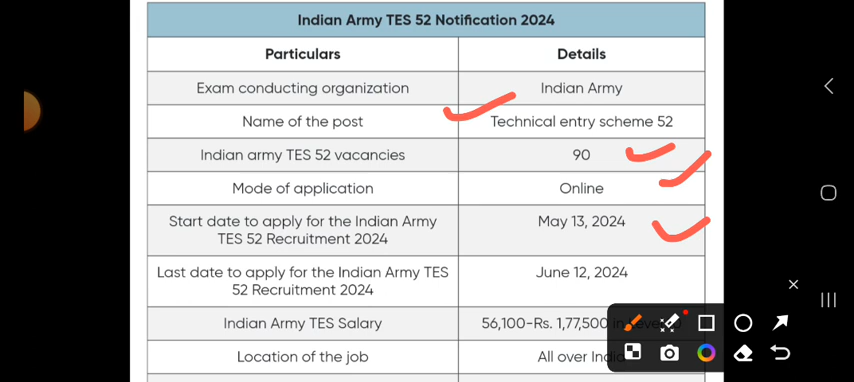 Indian Army TES 52 Notification 2024
Particulars Details
Exam conducting organization Indian Army
Name of the post Technical entry scheme 52
Indian army TES 52 vacancies 90
Mode of application Online
Start date to apply for the Indian Army May 13, 2024
TES 52 Recruitment 2024
Last date to apply for the Indian Army TES June 12, 2024
52 Recruitment 2024
Indian Army TES Salary 56,100-Rs. 1,77,500
Location of the job All over India